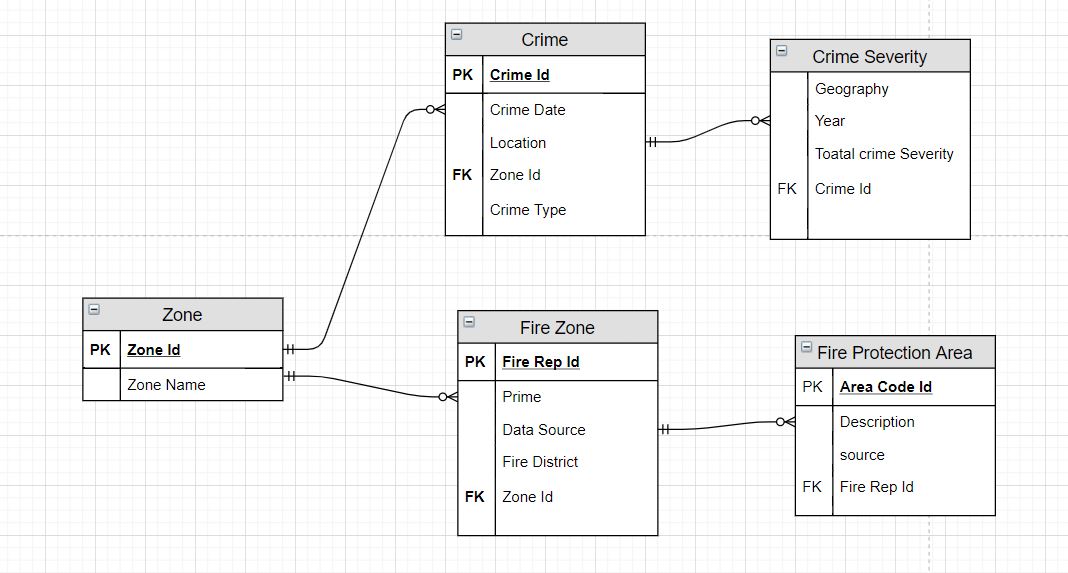 Crime
PK Crime Id
Crime Date
Location
FK Zone Id
Crime Type
Crime Severity
Geography
Year
Toatal crime Severity
FK Crime Id
Zone
PK Zone Id
Zone Name
Fire Zone
PK Fire Rep Id
Prime
Data Source
Fire District
FK Zone Id
Fire Protection Area
PK Area Code Id
Description
source
FK Fire Rep Id